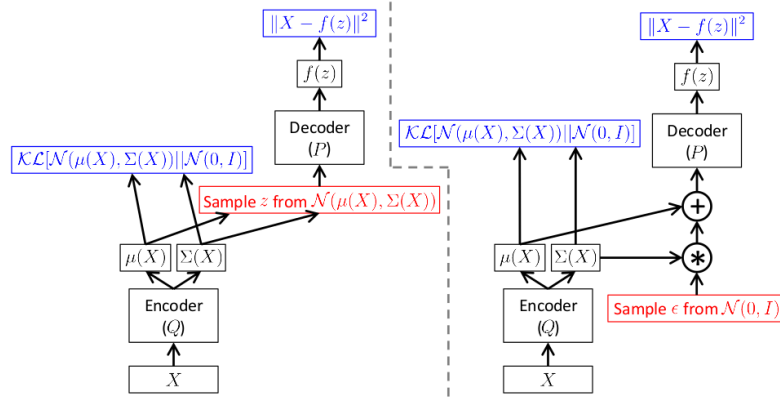 ‖X − f(z)‖²
f(z)
Decoder
(P)
𝒦ℒ[𝒩(μ(X), Σ(X))||𝒩(0, I)]
Sample z from 𝒩(μ(X), Σ(X))
μ(X) Σ(X)
Encoder
(Q)
X
‖X − f(z)‖²
f(z)
Decoder
(P)
𝒦ℒ[𝒩(μ(X), Σ(X))||𝒩(0, I)]
+
μ(X) Σ(X) *
Sample ϵ from 𝒩(0, I)
Encoder
(Q)
X